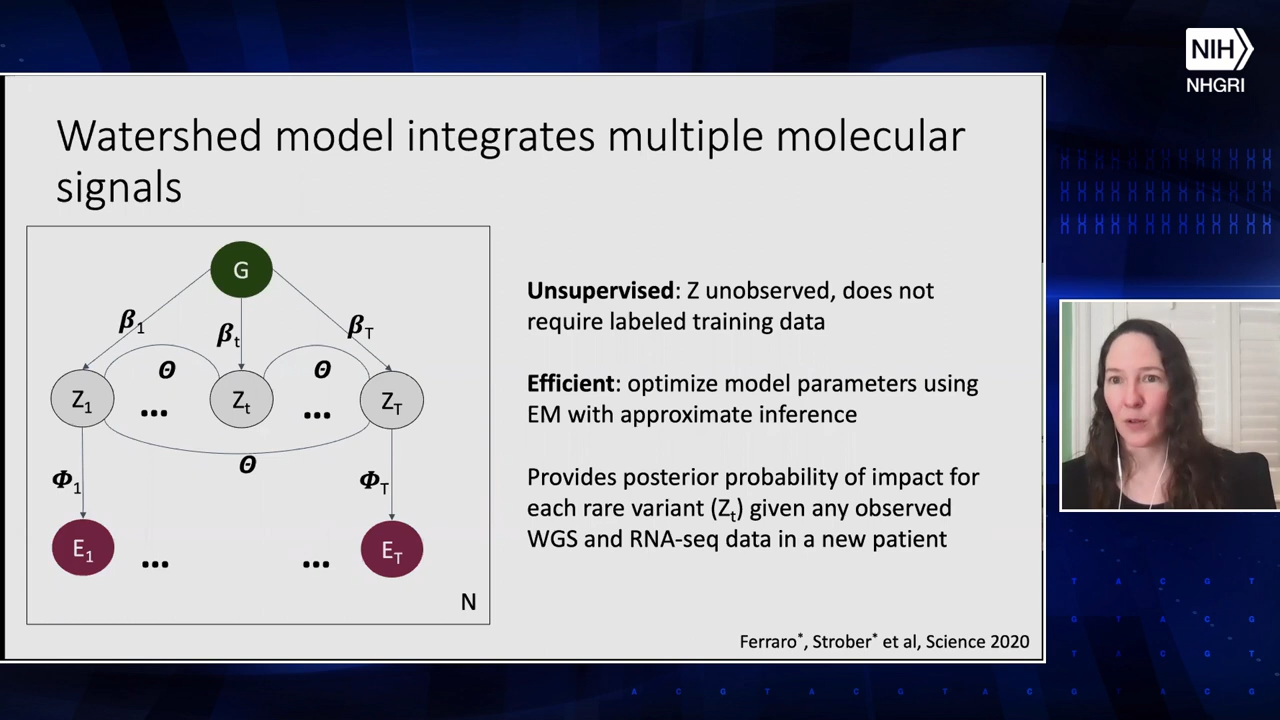 NIH
NHGRI
Watershed model integrates multiple molecular
signals
G
β1
βt
βT
Θ
Θ
Z1
...
Zt
...
ZT
Θ
Φ1
ΦT
E1
...
...
ET
N
Unsupervised: Z unobserved, does not
require labeled training data
Efficient: optimize model parameters using
EM with approximate inference
Provides posterior probability of impact for
each rare variant (Zt) given any observed
WGS and RNA-seq data in a new patient
Ferraro*, Strober* et al, Science 2020
T A C G T
G T A C G
T A C G T
A C G T A C G T A C G T A C G